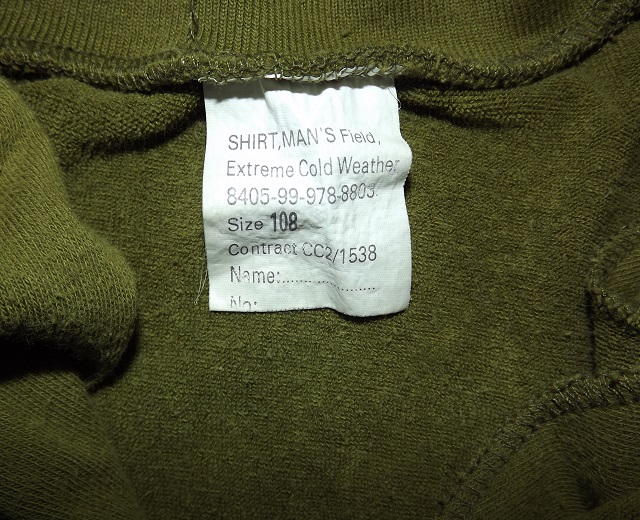 SHIRT,MAN'S Field,
Extreme Cold Weather
8405-99-978-8803.
Size 108
Contract CC2/1538
Name:.....................
No: